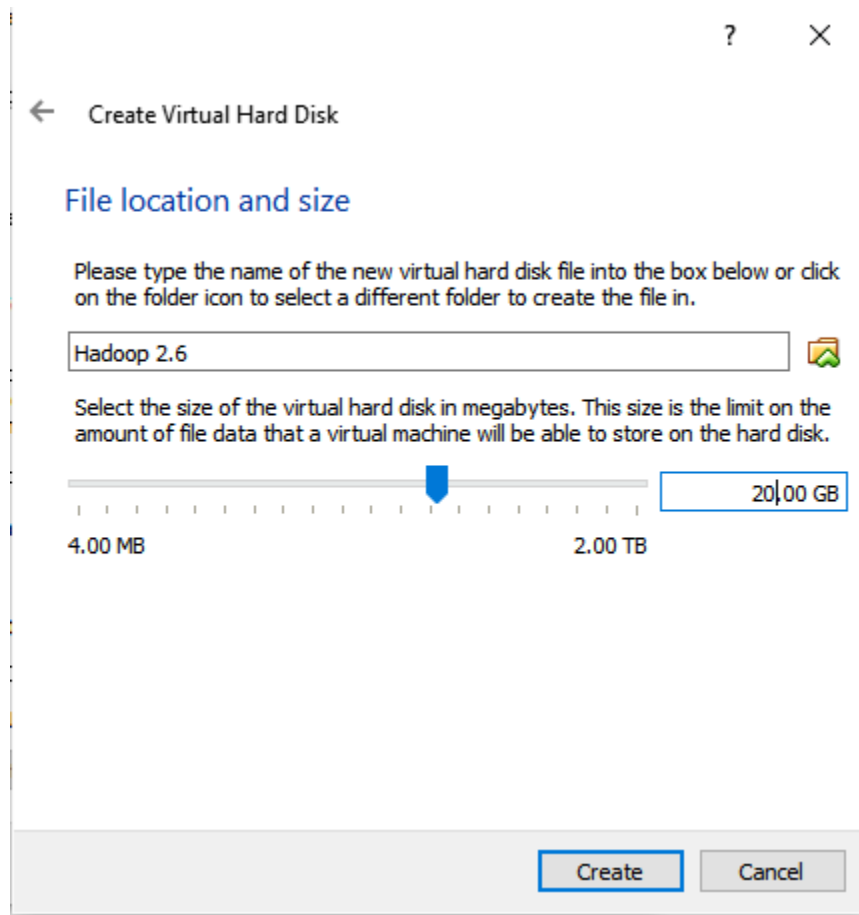 ?
Create Virtual Hard Disk
File location and size
Please type the name of the new virtual hard disk file into the box below or click
on the folder icon to select a different folder to create the file in.
Hadoop 2.6
Select the size of the virtual hard disk in megabytes. This size is the limit on the
amount of file data that a virtual machine will be able to store on the hard disk.
20.00 GB
4.00 MB 2.00 TB
Create Cancel